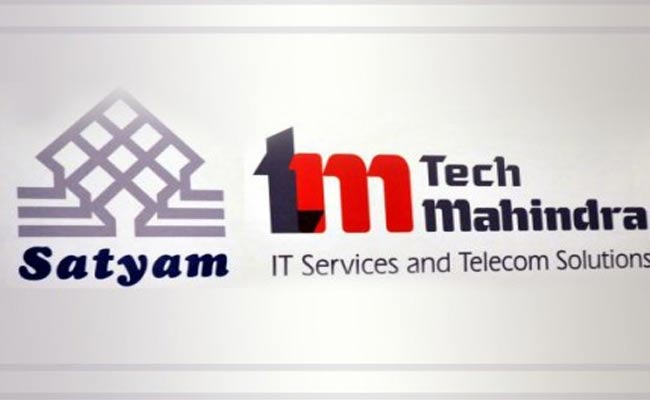 Satyam
tm Tech
Mahindra
IT Services and Telecom Solutions